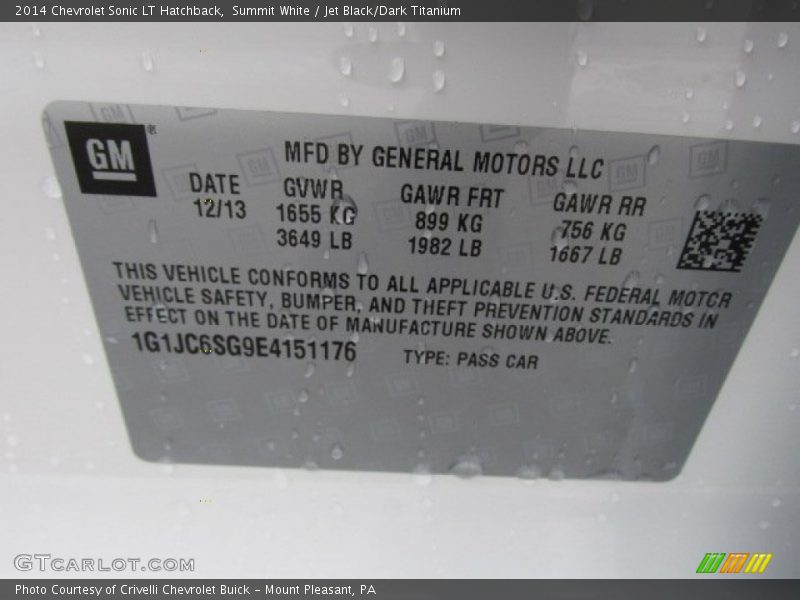 2014 Chevrolet Sonic LT Hatchback,  Summit White / Jet Black/Dark Titanium
GM
MFD BY GENERAL MOTORS LLC
DATE GVWR GAWR FRT GAWR RR
12/13 1655 KG 899 KG 756 KG
3649 LB 1982 LB 1667 LB
THIS VEHICLE CONFORMS TO ALL APPLICABLE U.S. FEDERAL MOTOR
VEHICLE SAFETY, BUMPER, AND THEFT PREVENTION STANDARDS IN
EFFECT ON THE DATE OF MANUFACTURE SHOWN ABOVE.
1G1JC6SG9E4151176 TYPE: PASS CAR
GTCARLOT.COM
Photo Courtesy of Crivelli Chevrolet Buick – Mount Pleasant, PA